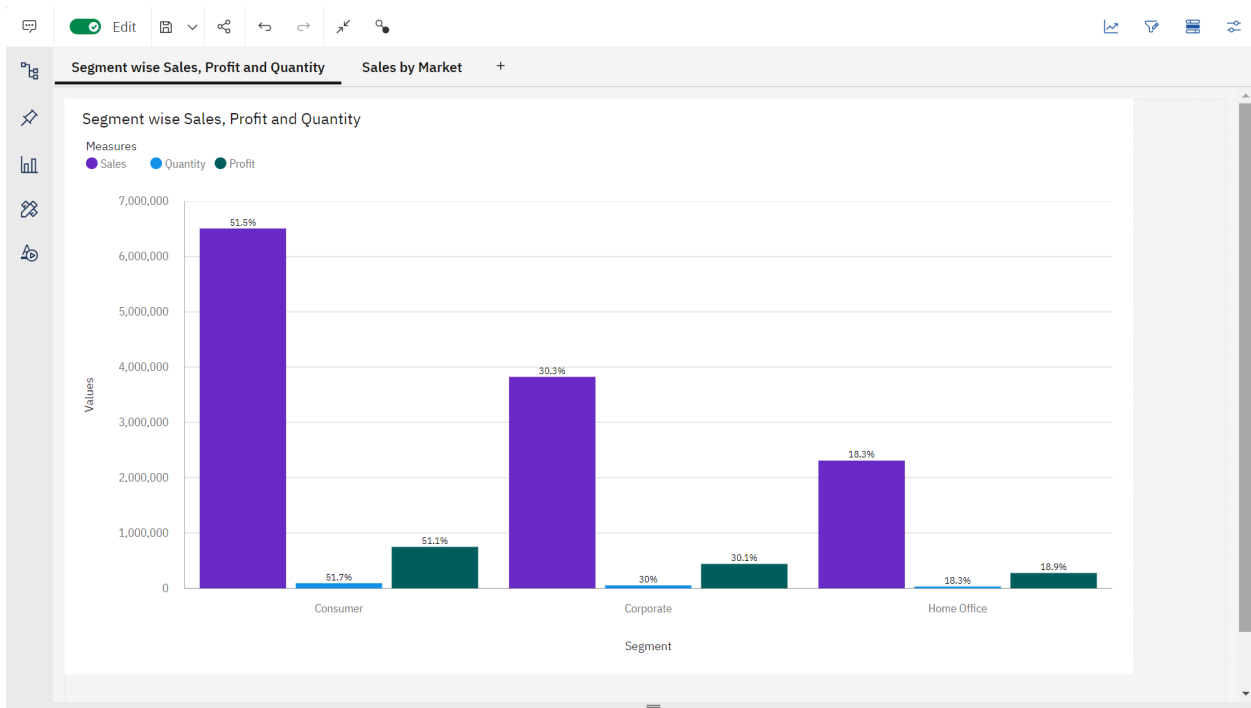 Edit
Segment wise Sales, Profit and Quantity Sales by Market +
Segment wise Sales, Profit and Quantity
Measures
Sales Quantity Profit
7,000,000
51.5%
6,000,000
5,000,000
4,000,000
30.3%
Values
3,000,000
18.3%
2,000,000
1,000,000
51.1%
30.1%
18.9%
51.7%
30%
18.3%
0
Consumer Corporate Home Office
Segment